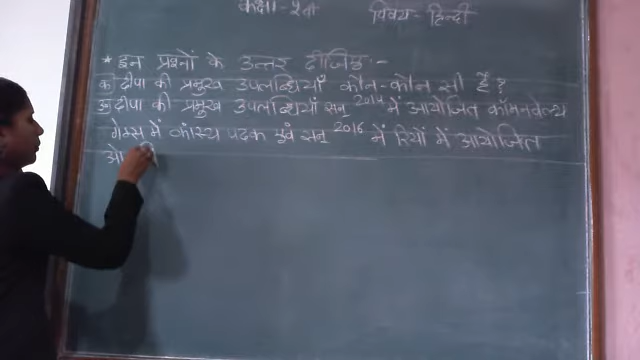 कक्षा-5वीं विषय-हिन्दी
* इन प्रश्नों के उत्तर दीजिए :-
क दीपा की प्रमुख उपलब्धियाँ कौन-कौन सी हैं ?
उ० दीपा की प्रमुख उपलब्धियाँ सन् 2014 में आयोजित कॉमनवेल्थ
गेम्स में कांस्य पदक एवं सन् 2016 में रियो में आयोजित
ओ